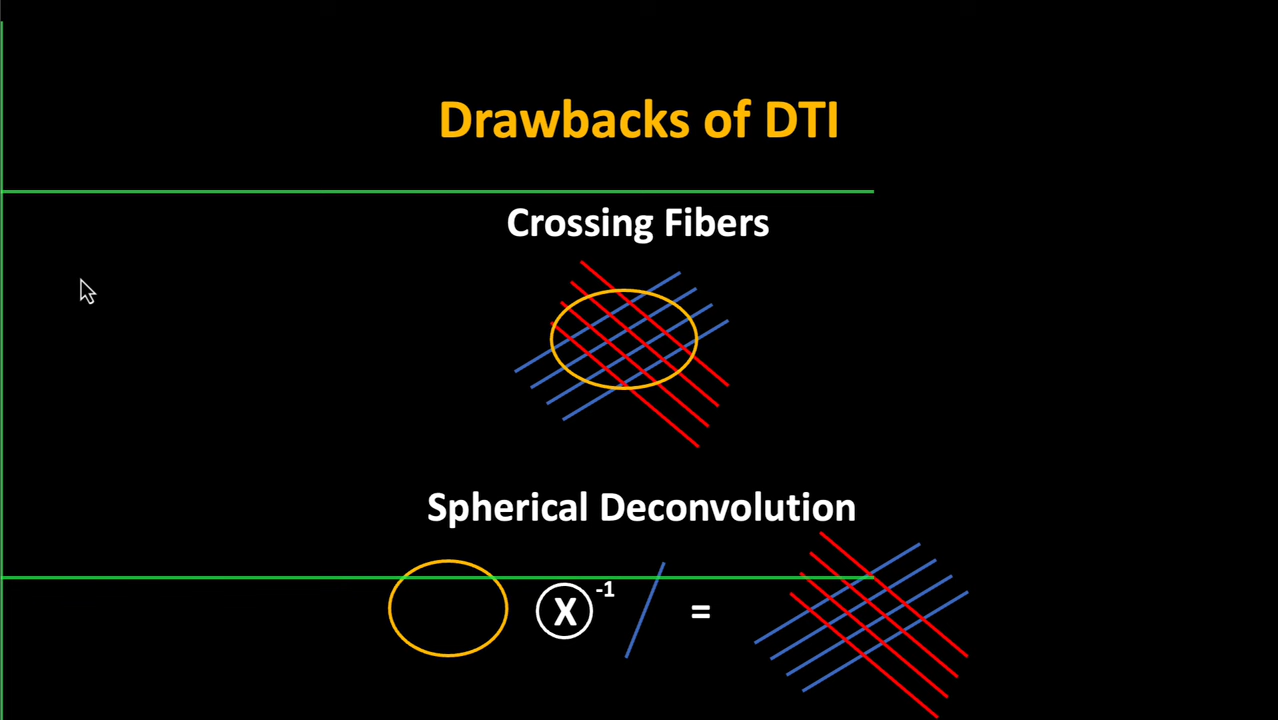 Drawbacks of DTI
Crossing Fibers
Spherical Deconvolution
X -1 =